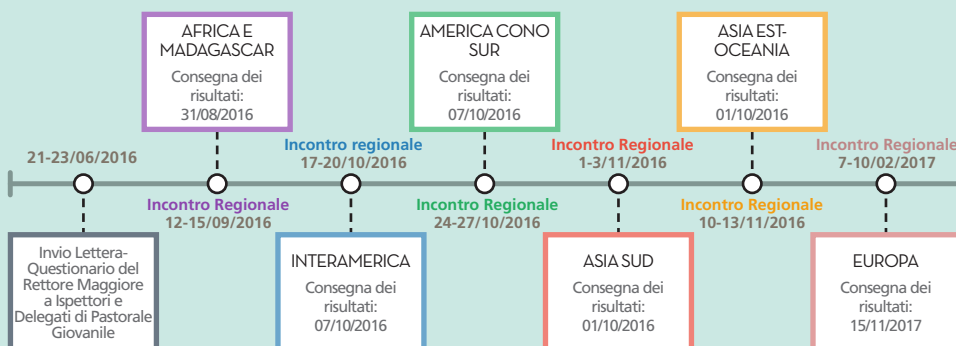 21-23/06/2016
Invio Lettera-
Questionario del
Rettore Maggiore
a Ispettori e
Delegati di Pastorale
Giovanile
AFRICA E
MADAGASCAR
Consegna dei
risultati:
31/08/2016
Incontro Regionale
12-15/09/2016
Incontro regionale
17-20/10/2016
INTERAMERICA
Consegna dei
risultati:
07/10/2016
AMERICA CONO
SUR
Consegna dei
risultati:
07/10/2016
Incontro Regionale
24-27/10/2016
Incontro Regionale
1-3/11/2016
ASIA SUD
Consegna dei
risultati:
01/10/2016
ASIA EST-
OCEANIA
Consegna dei
risultati:
01/10/2016
Incontro Regionale
10-13/11/2016
Incontro Regionale
7-10/02/2017
EUROPA
Consegna dei
risultati:
15/11/2017